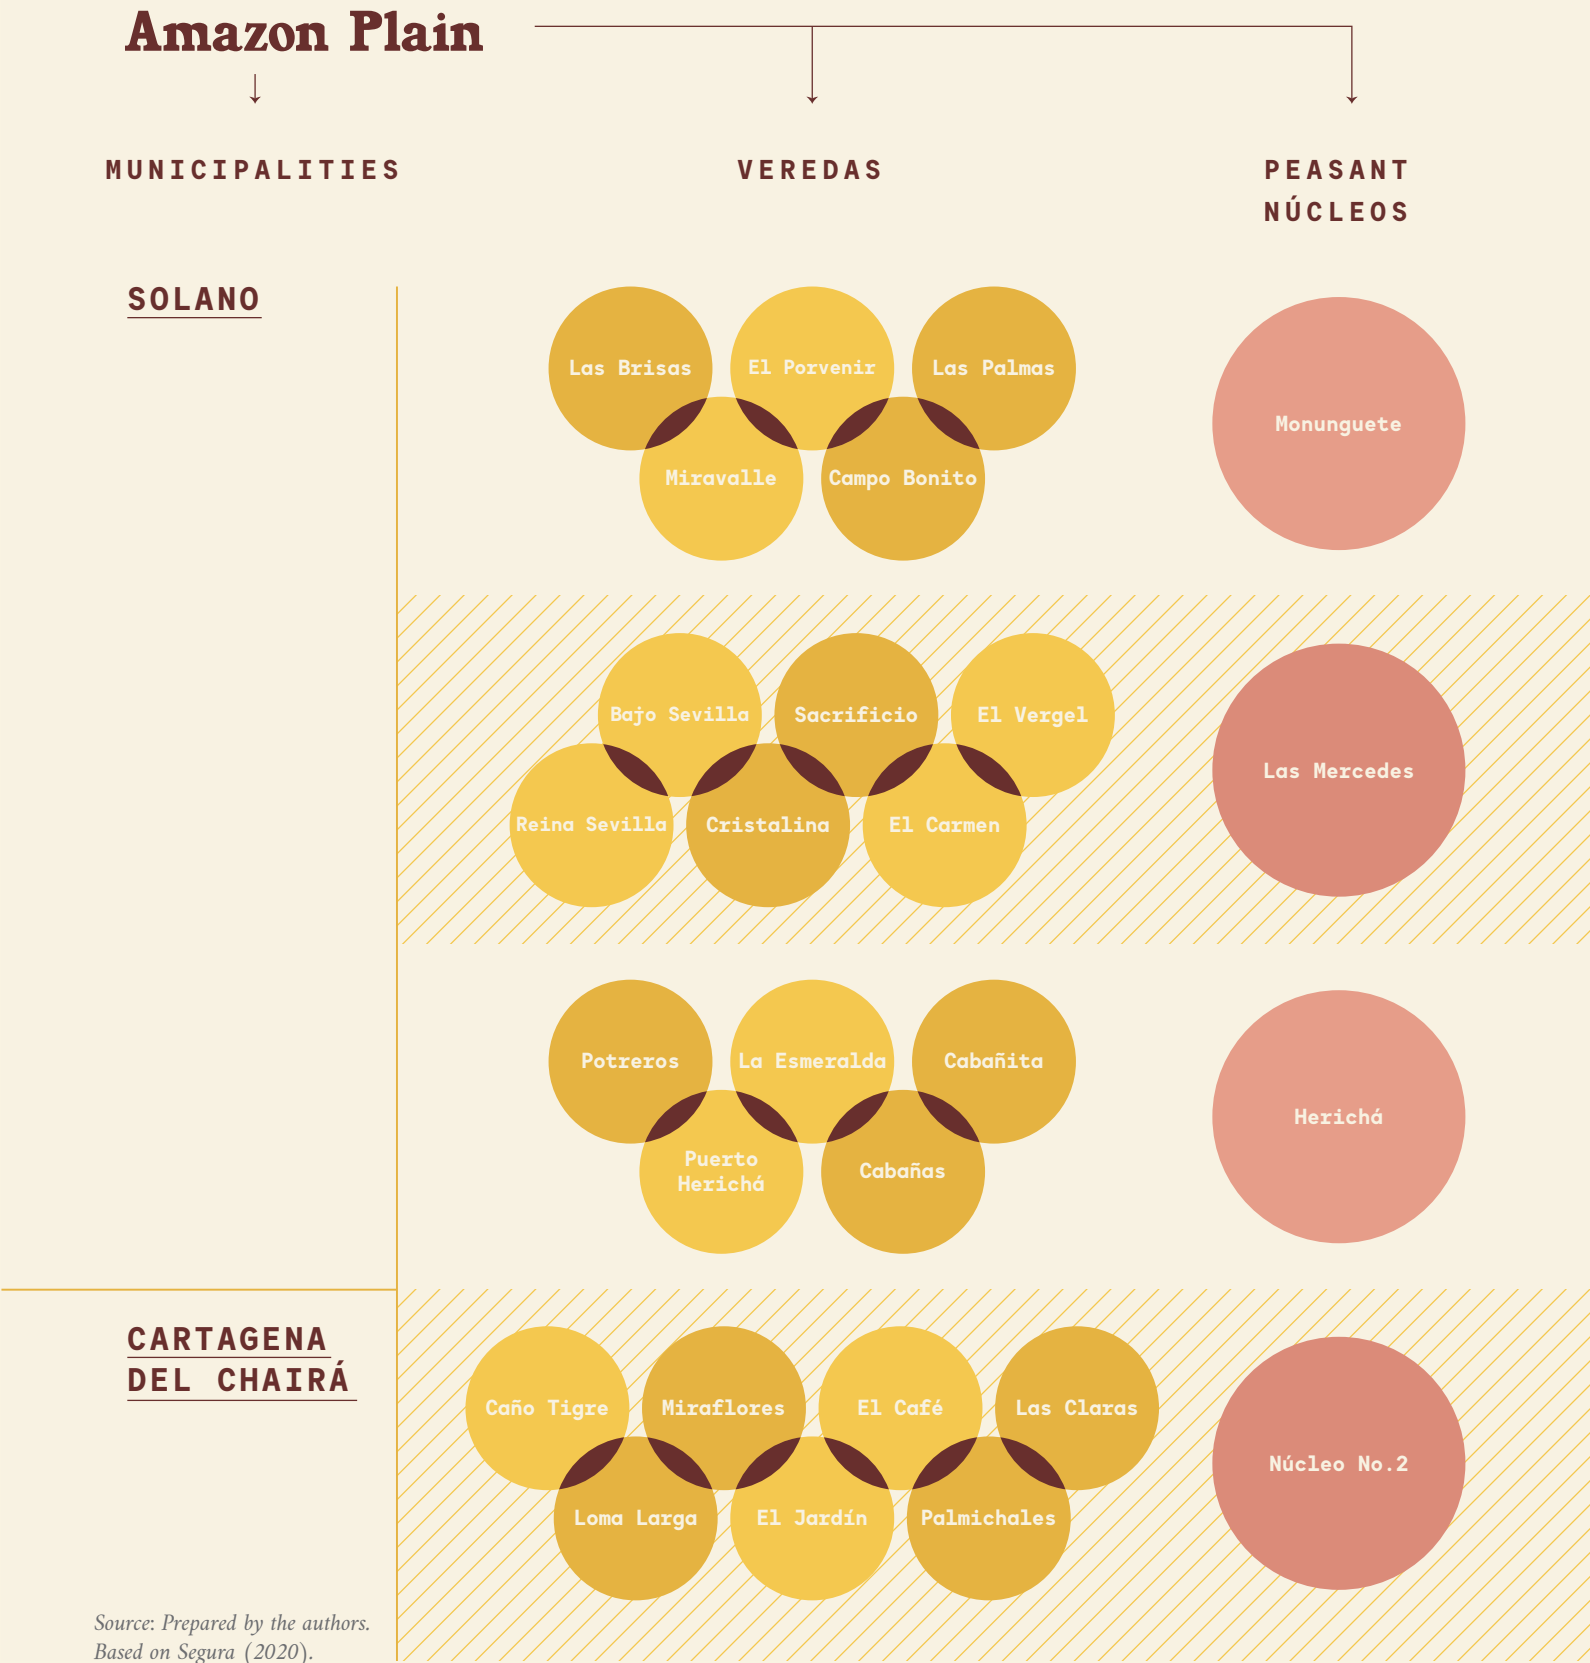 Amazon Plain
MUNICIPALITIES
VEREDAS
PEASANT
NÚCLEOS
SOLANO
Las Brisas
El Porvenir
Las Palmas
Miravalle
Campo Bonito
Monunguete
Bajo Sevilla
Sacrificio
El Vergel
Reina Sevilla
Cristalina
El Carmen
Las Mercedes
Potreros
La Esmeralda
Cabañita
Puerto
Herichá
Cabañas
Herichá
CARTAGENA
DEL CHAIRÁ
Caño Tigre
Miraflores
El Café
Las Claras
Loma Larga
El Jardín
Palmichales
Núcleo No.2
Source: Prepared by the authors.
Based on Segura (2020).